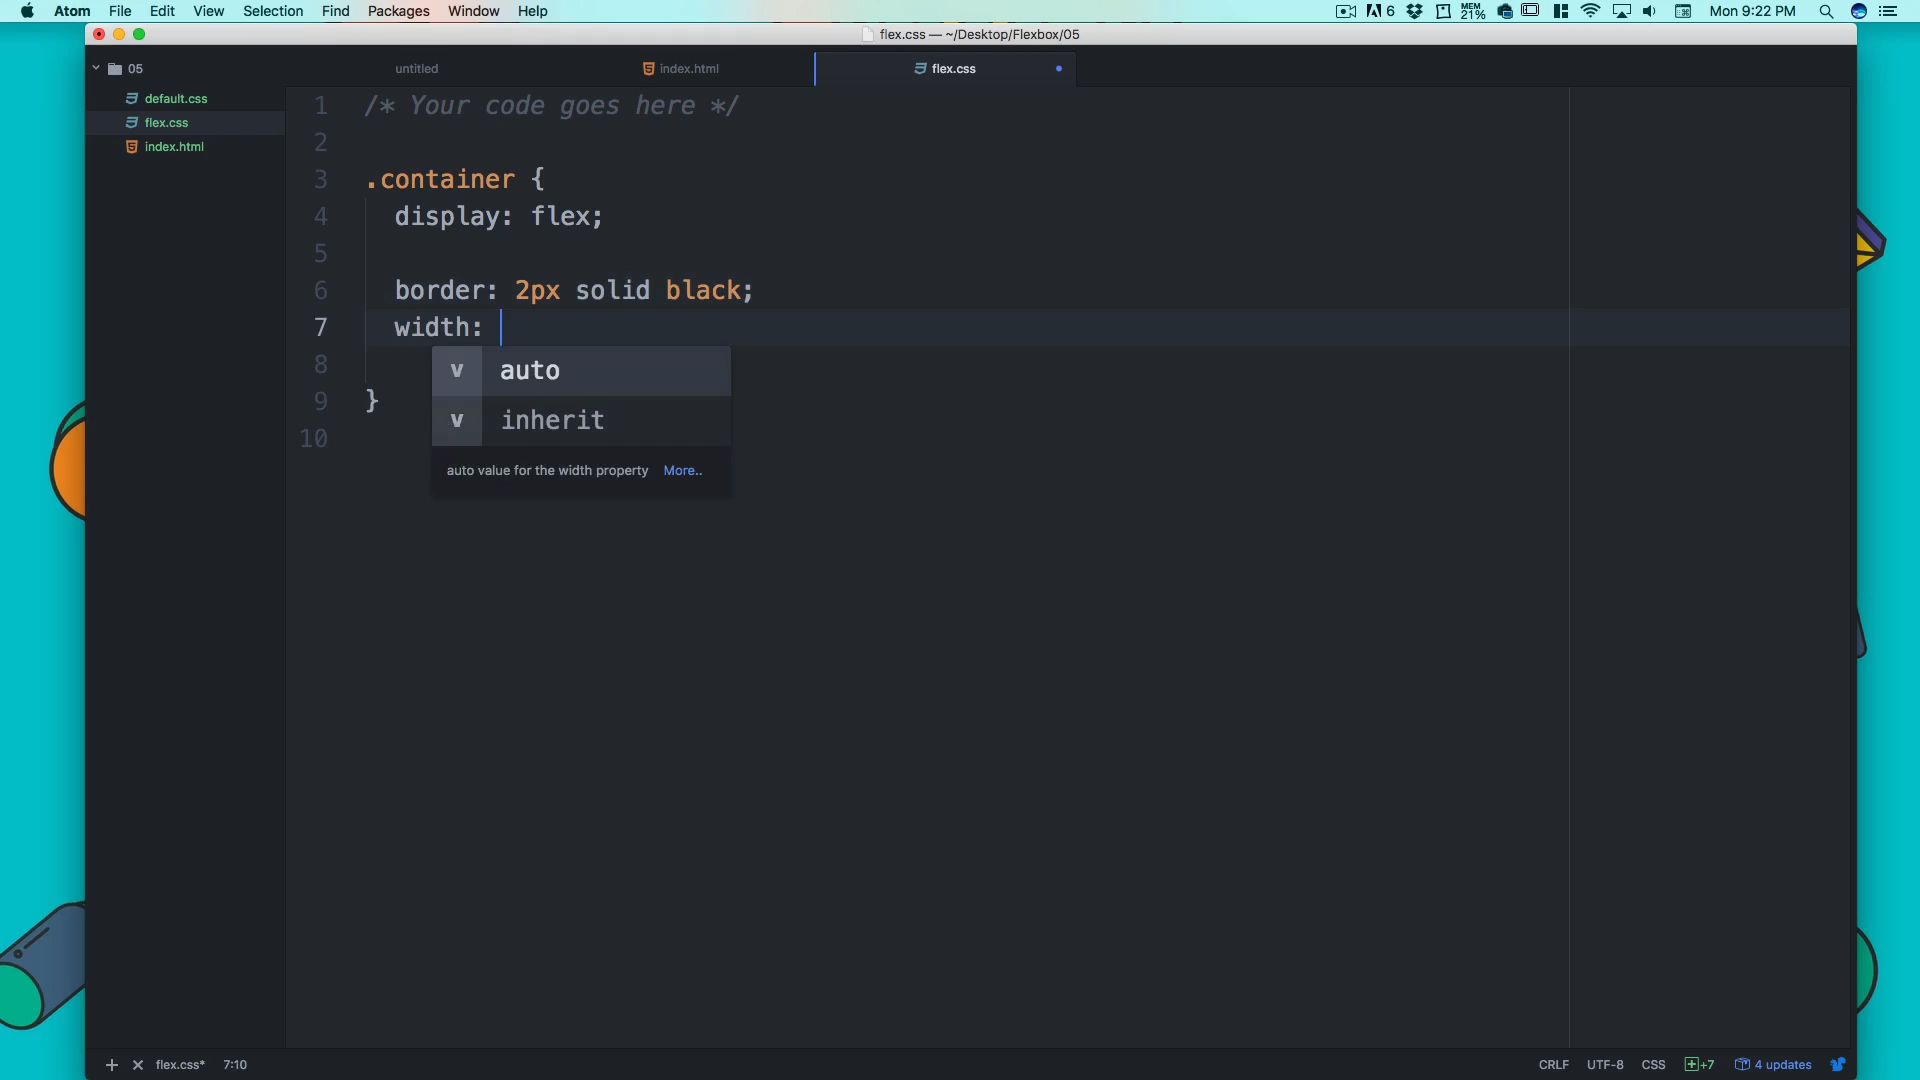 Atom File Edit View Selection Find Packages Window Help
6 MEM 21% Mon 9:22 PM
flex.css — ~/Desktop/Flexbox/05
05
default.css
flex.css
index.html
untitled index.html flex.css
1 /* Your code goes here */
2
3 .container {
4 display: flex;
5
6 border: 2px solid black;
7 width:
8
9 }
10
v auto
v inherit
auto value for the width property More..
flex.css* 7:10
CRLF UTF-8 CSS +7 4 updates